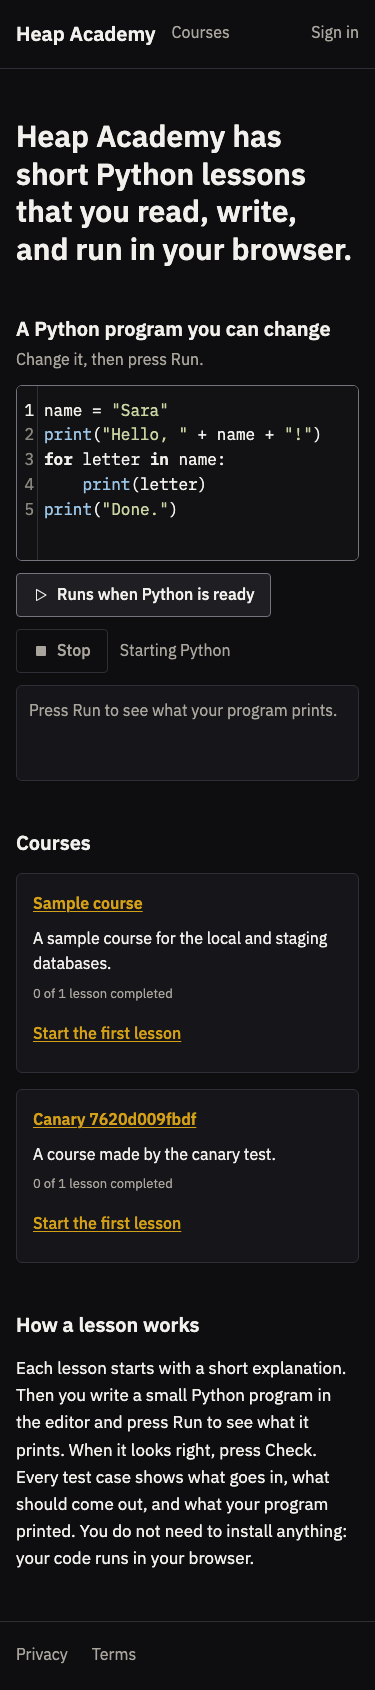 Heap Academy Courses Sign in
Heap Academy has
short Python lessons
that you read, write,
and run in your browser.
A Python program you can change
Change it, then press Run.
1 name = "Sara"
2 print("Hello, " + name + "!")
3 for letter in name:
4     print(letter)
5 print("Done.")
Runs when Python is ready
Stop Starting Python
Press Run to see what your program prints.
Courses
Sample course
A sample course for the local and staging
databases.
0 of 1 lesson completed
Start the first lesson
Canary 7620d009fbdf
A course made by the canary test.
0 of 1 lesson completed
Start the first lesson
How a lesson works
Each lesson starts with a short explanation.
Then you write a small Python program in
the editor and press Run to see what it
prints. When it looks right, press Check.
Every test case shows what goes in, what
should come out, and what your program
printed. You do not need to install anything:
your code runs in your browser.
Privacy Terms